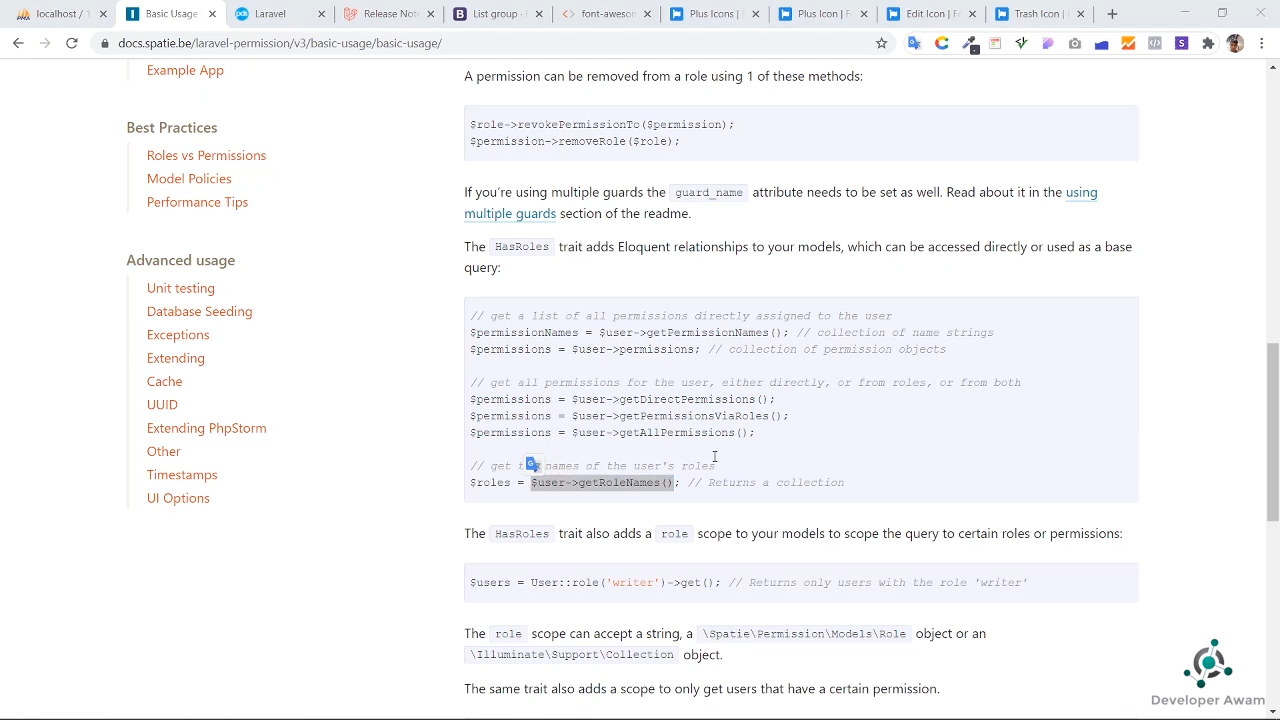 localhost / 1
Basic Usage
Laravel
Release Notes
List group ·
font-awesome
Plus Icons |
Plus Icon | F
Edit Icon | Fe
Trash Icon |
docs.spatie.be/laravel-permission/v3/basic-usage/basic-usage/
Example App
Best Practices
Roles vs Permissions
Model Policies
Performance Tips
Advanced usage
Unit testing
Database Seeding
Exceptions
Extending
Cache
UUID
Extending PhpStorm
Other
Timestamps
UI Options
A permission can be removed from a role using 1 of these methods:
$role->revokePermissionTo($permission);
$permission->removeRole($role);
If you're using multiple guards the guard_name attribute needs to be set as well. Read about it in the using
multiple guards section of the readme.
The HasRoles trait adds Eloquent relationships to your models, which can be accessed directly or used as a base
query:
// get a list of all permissions directly assigned to the user
$permissionNames = $user->getPermissionNames(); // collection of name strings
$permissions = $user->permissions; // collection of permission objects
// get all permissions for the user, either directly, or from roles, or from both
$permissions = $user->getDirectPermissions();
$permissions = $user->getPermissionsViaRoles();
$permissions = $user->getAllPermissions();
// get names of the user's roles
$roles = $user->getRoleNames(); // Returns a collection
The HasRoles trait also adds a role scope to your models to scope the query to certain roles or permissions:
$users = User::role('writer')->get(); // Returns only users with the role 'writer'
The role scope can accept a string, a \Spatie\Permission\Models\Role object or an
\Illuminate\Support\Collection object.
The same trait also adds a scope to only get users that have a certain permission.
Developer Awam